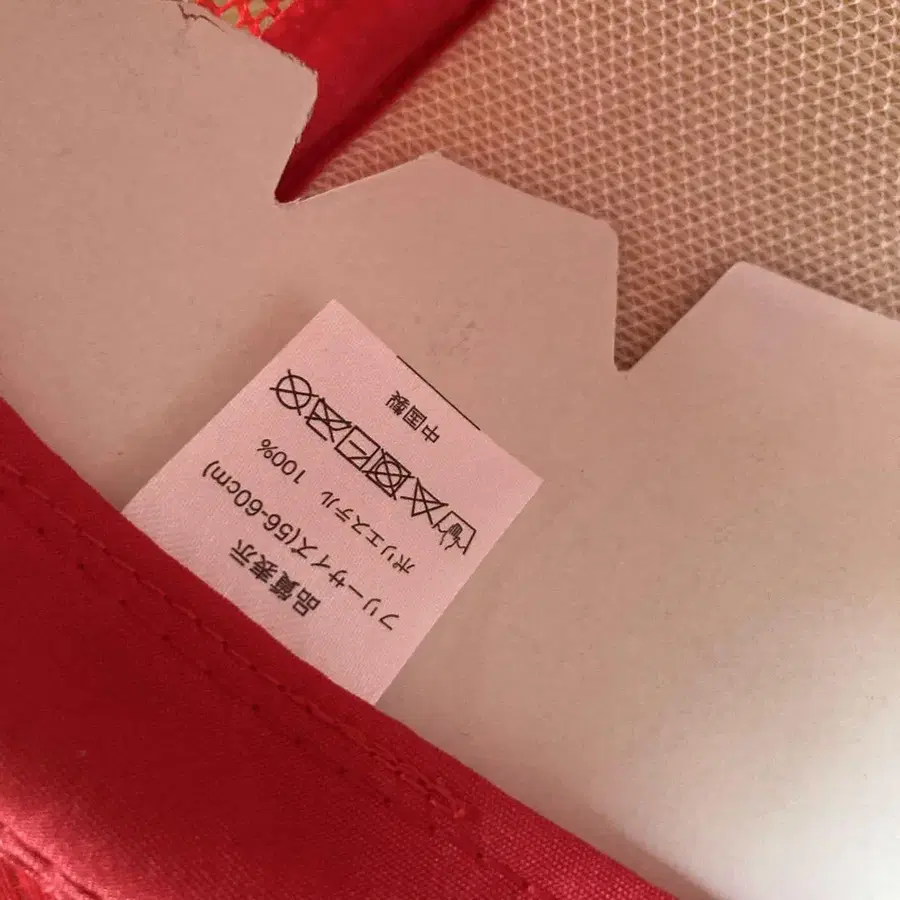 品質表示
フリーサイズ(56-60cm)
ポリエステル 100%
中国製